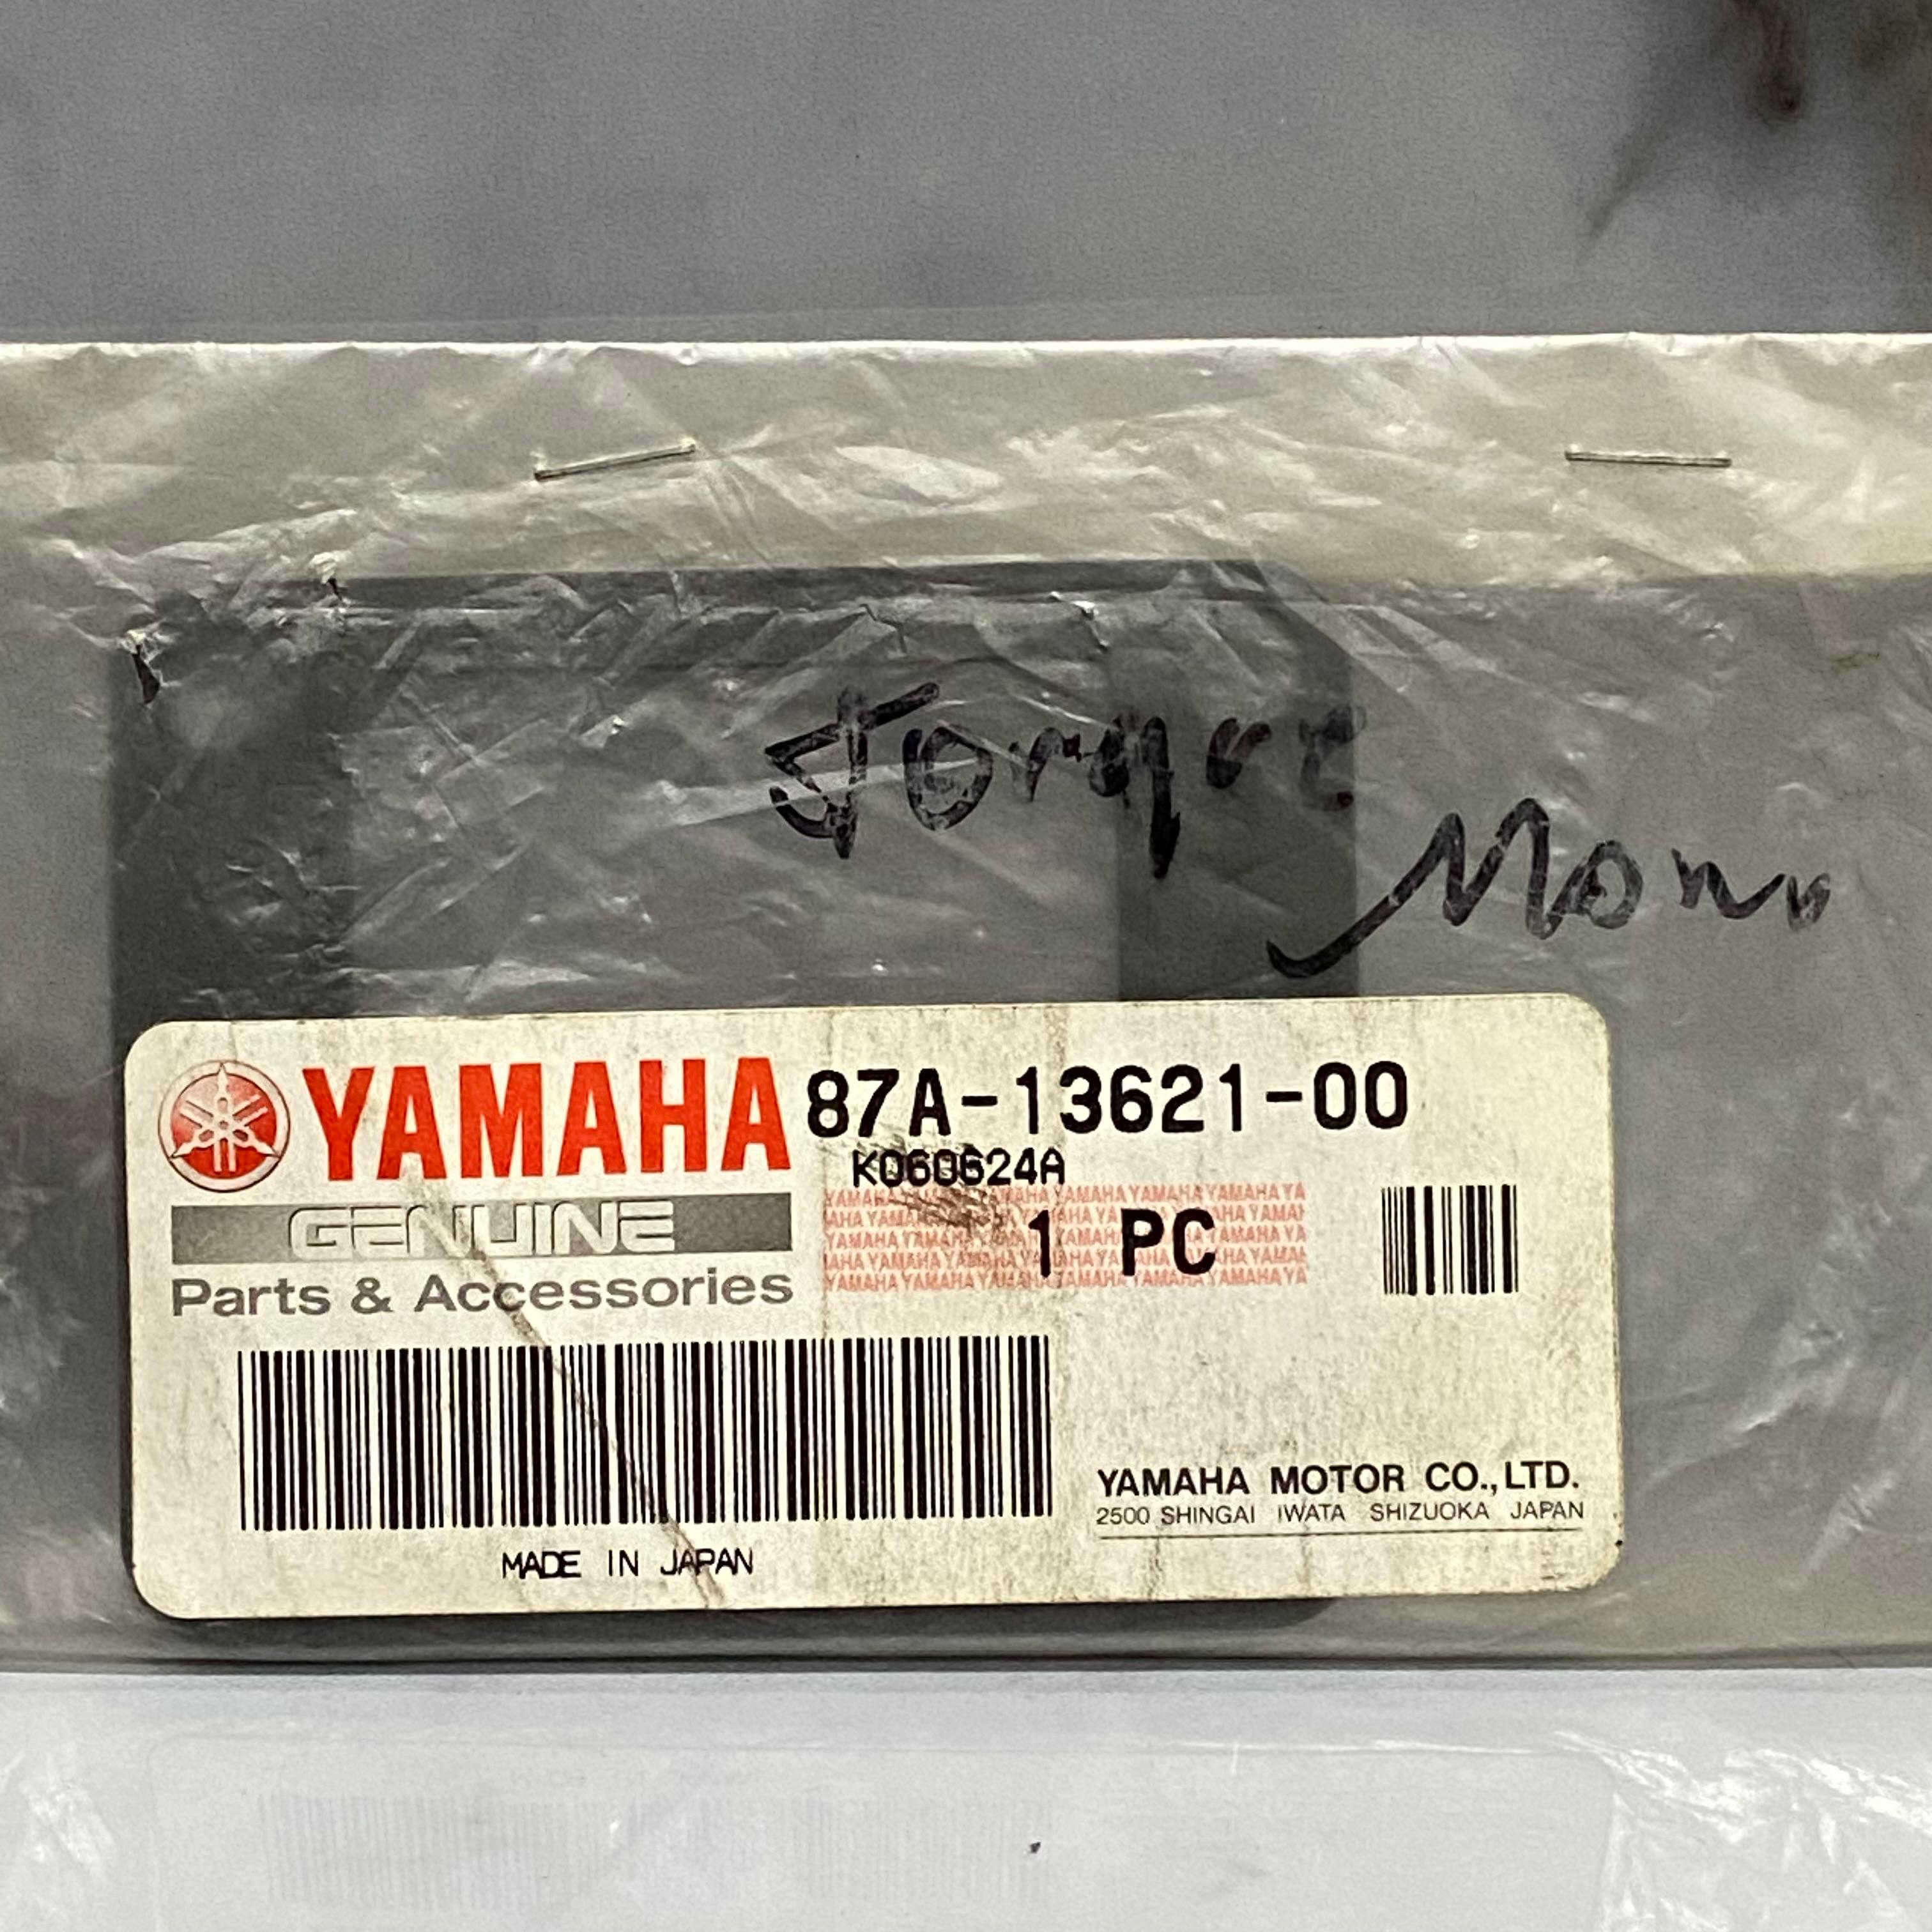 Torque
Mono
YAMAHA 87A-13621-00
K060624A
GENUINE
1 PC
Parts & Accessories
YAMAHA MOTOR CO.,LTD.
2500 SHINGAI IWATA SHIZUOKA JAPAN
MADE IN JAPAN